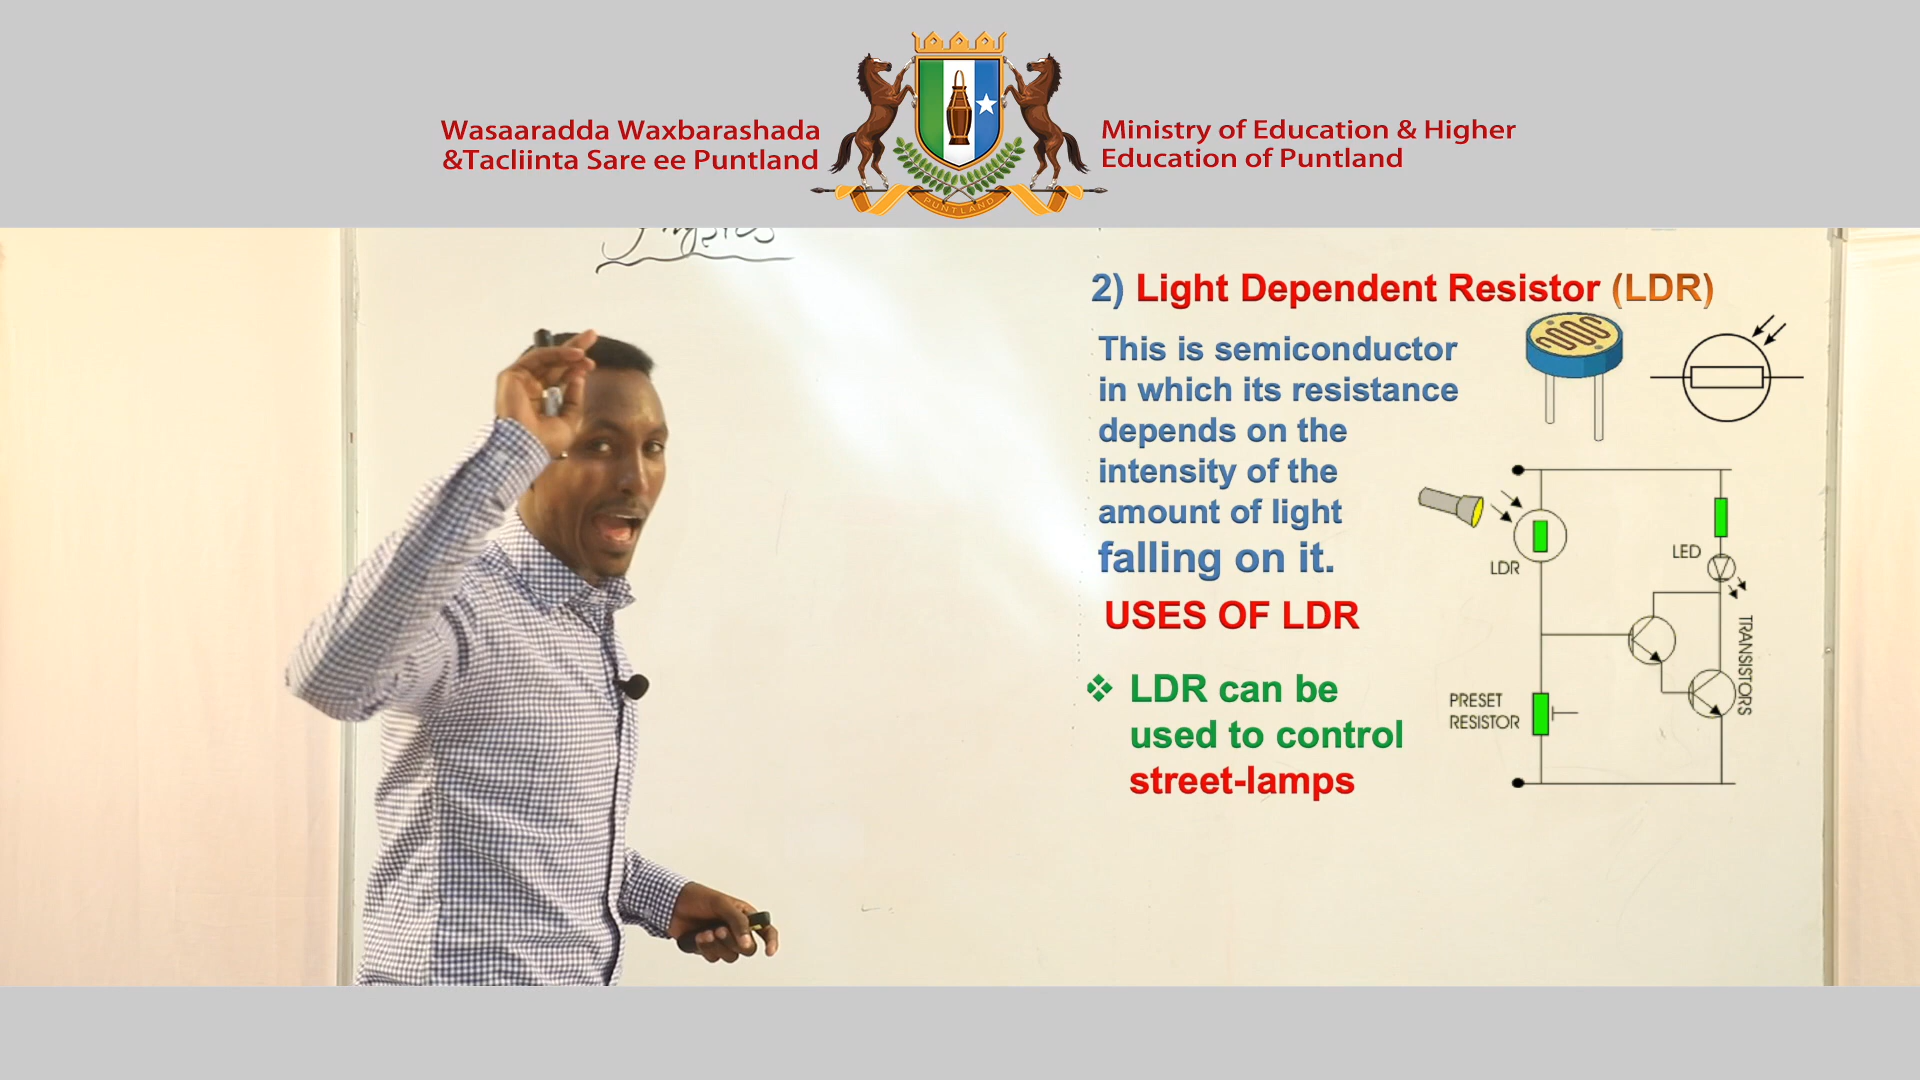 Wasaaradda Waxbarashada
&Tacliinta Sare ee Puntland
PUNTLAND
Ministry of Education & Higher
Education of Puntland
Physics
2) Light Dependent Resistor (LDR)
This is semiconductor
in which its resistance
depends on the
intensity of the
amount of light
falling on it.
USES OF LDR
❖ LDR can be
used to control
street-lamps
LDR
LED
TRANSISTORS
PRESET
RESISTOR